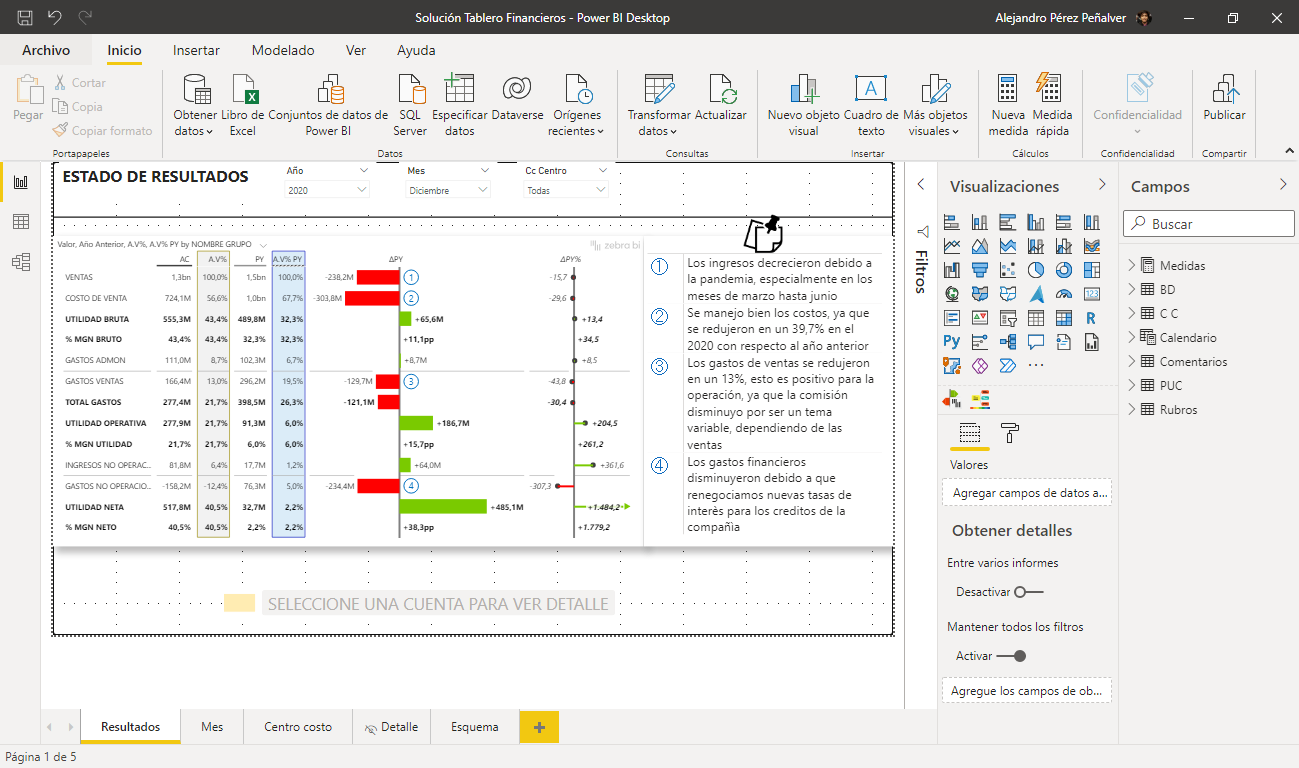 Solución Tablero Financieros - Power BI Desktop
Alejandro Pérez Peñalver
Archivo Inicio Insertar Modelado Ver Ayuda
Pegar
Cortar
Copia
Copiar formato
Obtener datos
Libro de Excel
Conjuntos de datos de Power BI
SQL Server
Especificar datos
Dataverse
Orígenes recientes
Transformar datos
Actualizar
Nuevo objeto visual
Cuadro de texto
Más objetos visuales
Nueva medida
Medida rápida
Confidencialidad
Publicar
Portapapeles Datos Consultas Insertar Cálculos Confidencialidad Compartir
ESTADO DE RESULTADOS
Año
2020
Mes
Diciembre
Cc Centro
Todas
Valor, Año Anterior, A.V%, A.V% PY by NOMBRE GRUPO
zebro bi
AC A.V% PY A.V% PY ΔPY ΔPY%
VENTAS 1,3bn 100,0% 1,5bn 100,0% -238,2M 1 -15,7
COSTO DE VENTA 724,1M 56,6% 1,0bn 67,7% -303,8M 2 -29,6
UTILIDAD BRUTA 555,3M 43,4% 489,8M 32,3% +65,6M +13,4
% MGN BRUTO 43,4% 43,4% 32,3% 32,3% +11,1pp +34,5
GASTOS ADMON 111,0M 8,7% 102,3M 6,7% +8,7M +8,5
GASTOS VENTAS 166,4M 13,0% 296,2M 19,5% -129,7M 3 -43,8
TOTAL GASTOS 277,4M 21,7% 398,5M 26,3% -121,1M -30,4
UTILIDAD OPERATIVA 277,9M 21,7% 91,3M 6,0% +186,7M +204,5
% MGN UTILIDAD 21,7% 21,7% 6,0% 6,0% +15,7pp +261,2
INGRESOS NO OPERAC... 81,8M 6,4% 17,7M 1,2% +64,0M +361,6
GASTOS NO OPERACIO... -158,2M -12,4% 76,3M 5,0% -234,4M 4 -307,3
UTILIDAD NETA 517,8M 40,5% 32,7M 2,2% +485,1M +1.484,2
% MGN NETO 40,5% 40,5% 2,2% 2,2% +38,3pp +1.779,2
1 Los ingresos decrecieron debido a
la pandemia, especialmente en los
meses de marzo hasta junio
2 Se manejo bien los costos, ya que
se redujeron en un 39,7% en el
2020 con respecto al año anterior
3 Los gastos de ventas se redujeron
en un 13%, esto es positivo para la
operación, ya que la comisión
disminuyo por ser un tema
variable, dependiendo de las
ventas
4 Los gastos financieros
disminuyeron debido a que
renegociamos nuevas tasas de
interès para los creditos de la
compañìa
SELECCIONE UNA CUENTA PARA VER DETALLE
Filtros
Visualizaciones
R
Py
123
Valores
Agregar campos de datos a...
Obtener detalles
Entre varios informes
Desactivar
Mantener todos los filtros
Activar
Agregue los campos de ob...
Campos
Buscar
Medidas
BD
C C
Calendario
Comentarios
PUC
Rubros
Resultados Mes Centro costo Detalle Esquema +
Página 1 de 5